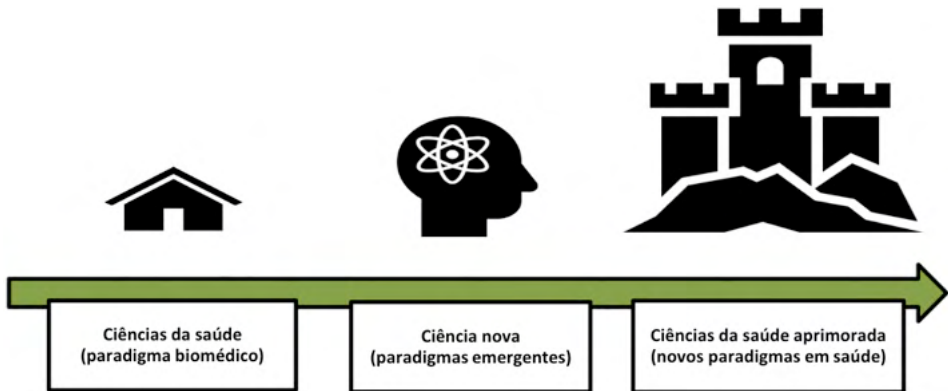 Ciências da saúde
(paradigma biomédico)
Ciência nova
(paradigmas emergentes)
Ciências da saúde aprimorada
(novos paradigmas em saúde)